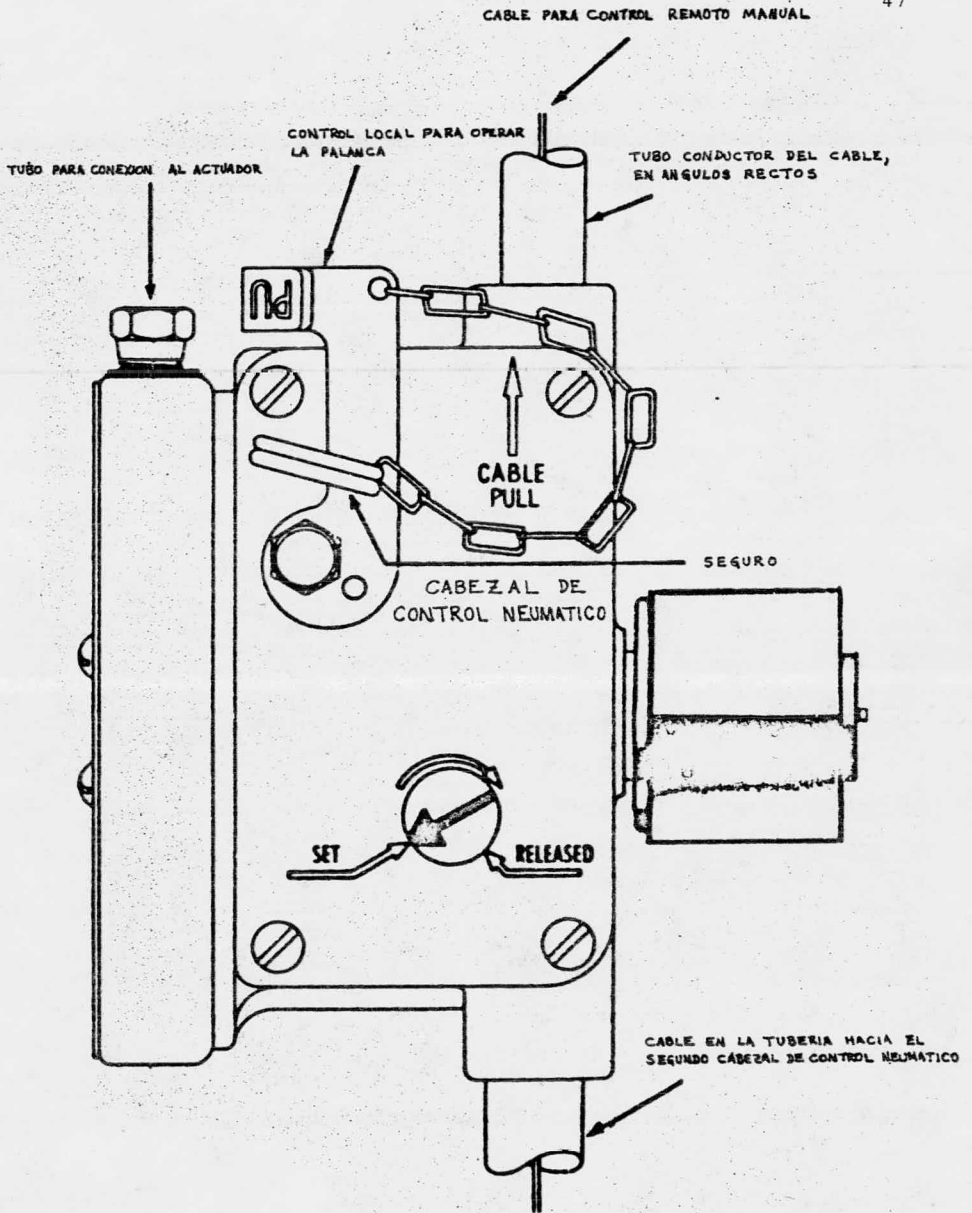 47
CABLE PARA CONTROL REMOTO MANUAL
CONTROL LOCAL PARA OPERAR
LA PALANCA
TUBO PARA CONEXION AL ACTUADOR
TUBO CONDUCTOR DEL CABLE,
EN ANGULOS RECTOS
PU
CABLE
PULL
SEGURO
CABEZAL DE
CONTROL NEUMATICO
SET
RELEASED
CABLE EN LA TUBERIA HACIA EL
SEGUNDO CABEZAL DE CONTROL NEUMATICO